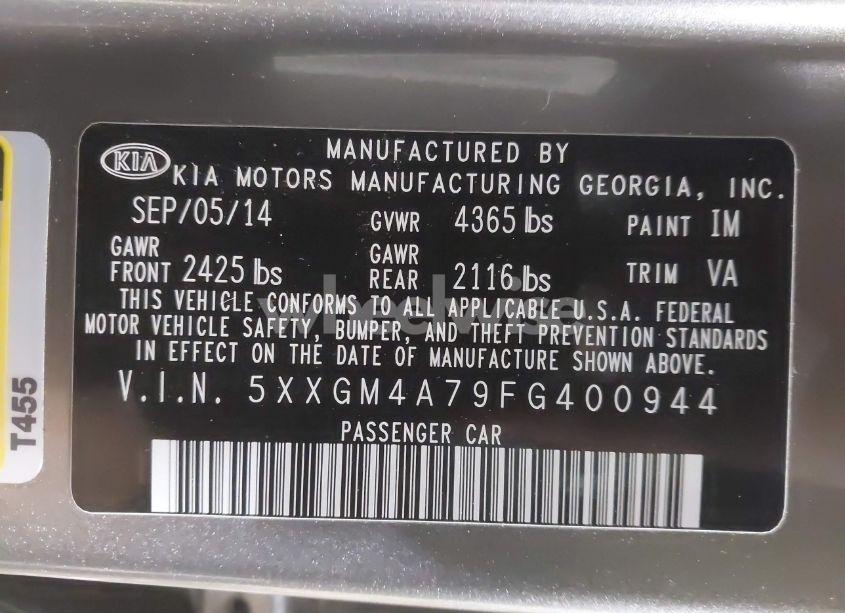 MANUFACTURED BY
KIA KIA MOTORS MANUFACTURING GEORGIA, INC.
SEP/05/14 GVWR 4365 lbs PAINT IM
GAWR FRONT 2425 lbs GAWR REAR 2116 lbs TRIM VA
THIS VEHICLE CONFORMS TO ALL APPLICABLE U.S.A. FEDERAL
MOTOR VEHICLE SAFETY, BUMPER, AND THEFT PREVENTION STANDARDS
IN EFFECT ON THE DATE OF MANUFACTURE SHOWN ABOVE.
V.I.N. 5XXGM4A79FG400944
PASSENGER CAR
T455
wheelwise